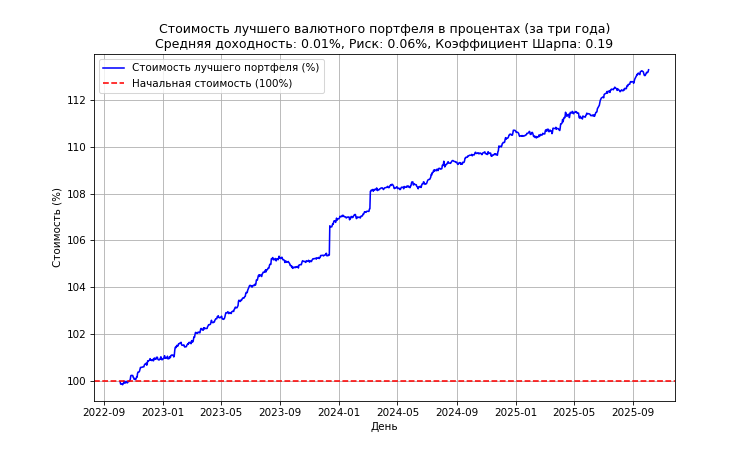 Стоимость лучшего валютного портфеля в процентах (за три года)
Средняя доходность: 0.01%, Риск: 0.06%, Коэффициент Шарпа: 0.19
Стоимость лучшего портфеля (%)
Начальная стоимость (100%)
Стоимость (%)
112
110
108
106
104
102
100
2022-09 2023-01 2023-05 2023-09 2024-01 2024-05 2024-09 2025-01 2025-05 2025-09
День